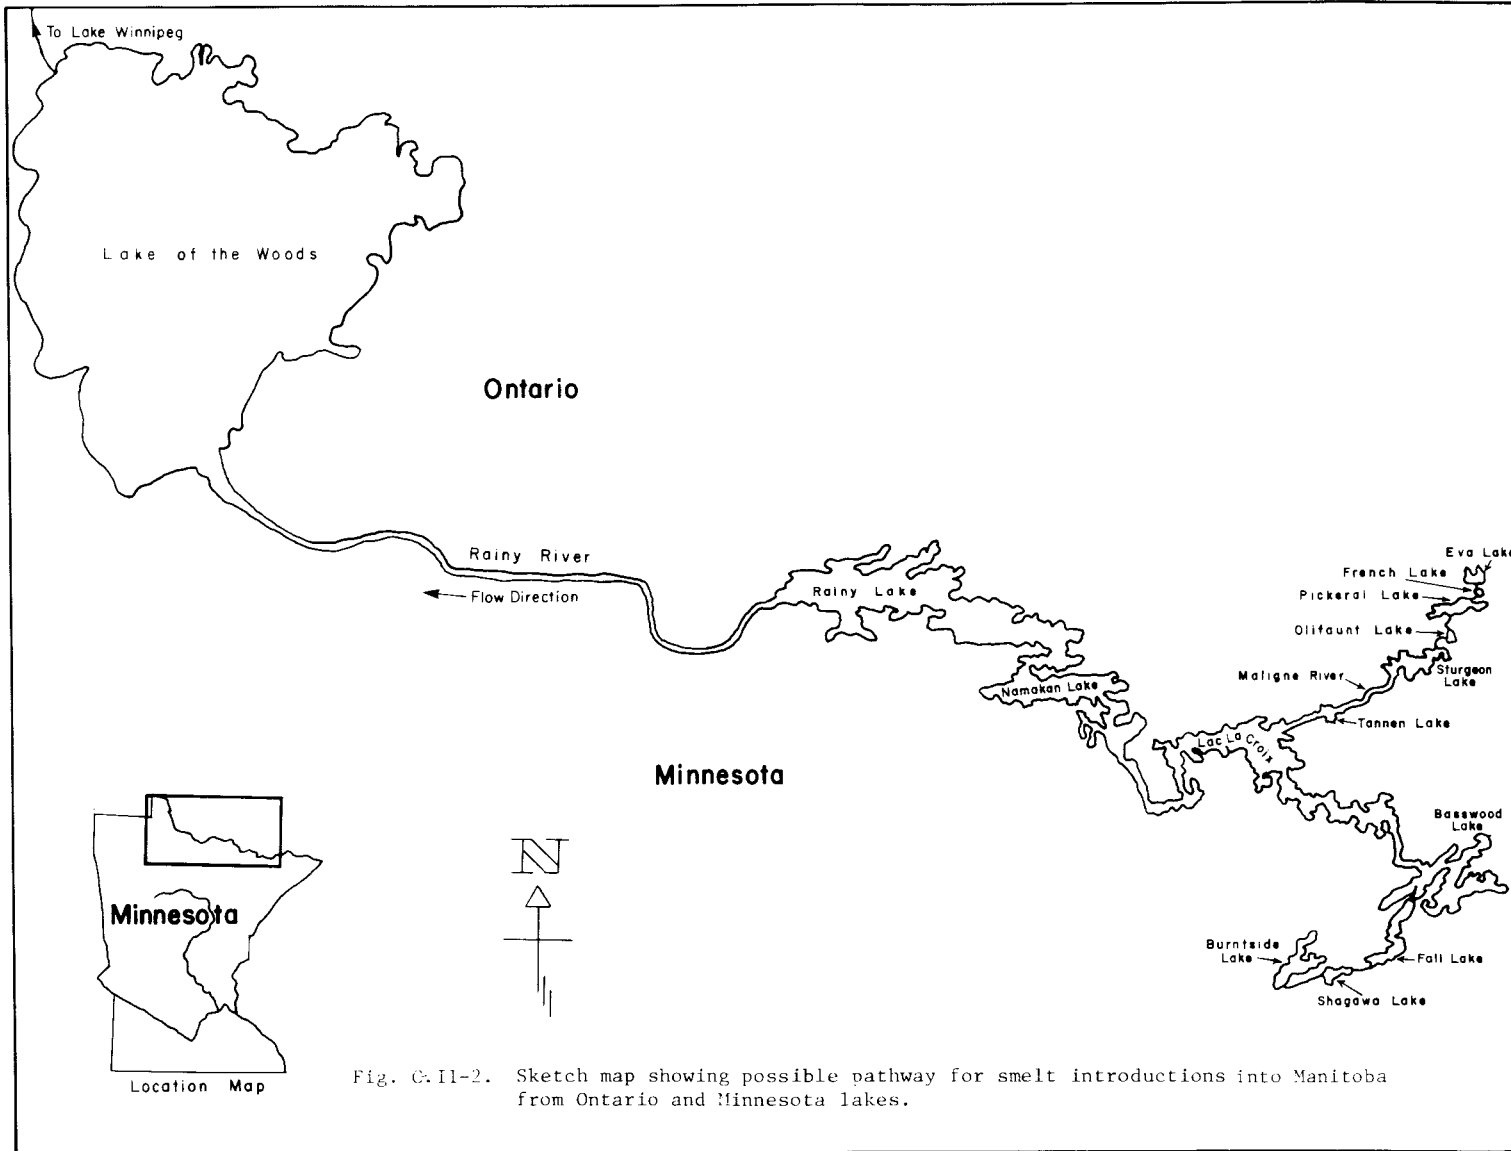 To Lake Winnipeg
Lake of the Woods
Ontario
Rainy River
Flow Direction
Rainy Lake
Eva Lake
French Lake
Pickeral Lake
Olifaunt Lake
Maligne River
Sturgeon
Lake
Namakan Lake
Tannen Lake
Lac La Croix
Minnesota
Basswood
Lake
N
Minnesota
Burntside
Lake
Fall Lake
Shagawa Lake
Location Map
Fig. C.II-2. Sketch map showing possible pathway for smelt introductions into Manitoba
from Ontario and Minnesota lakes.